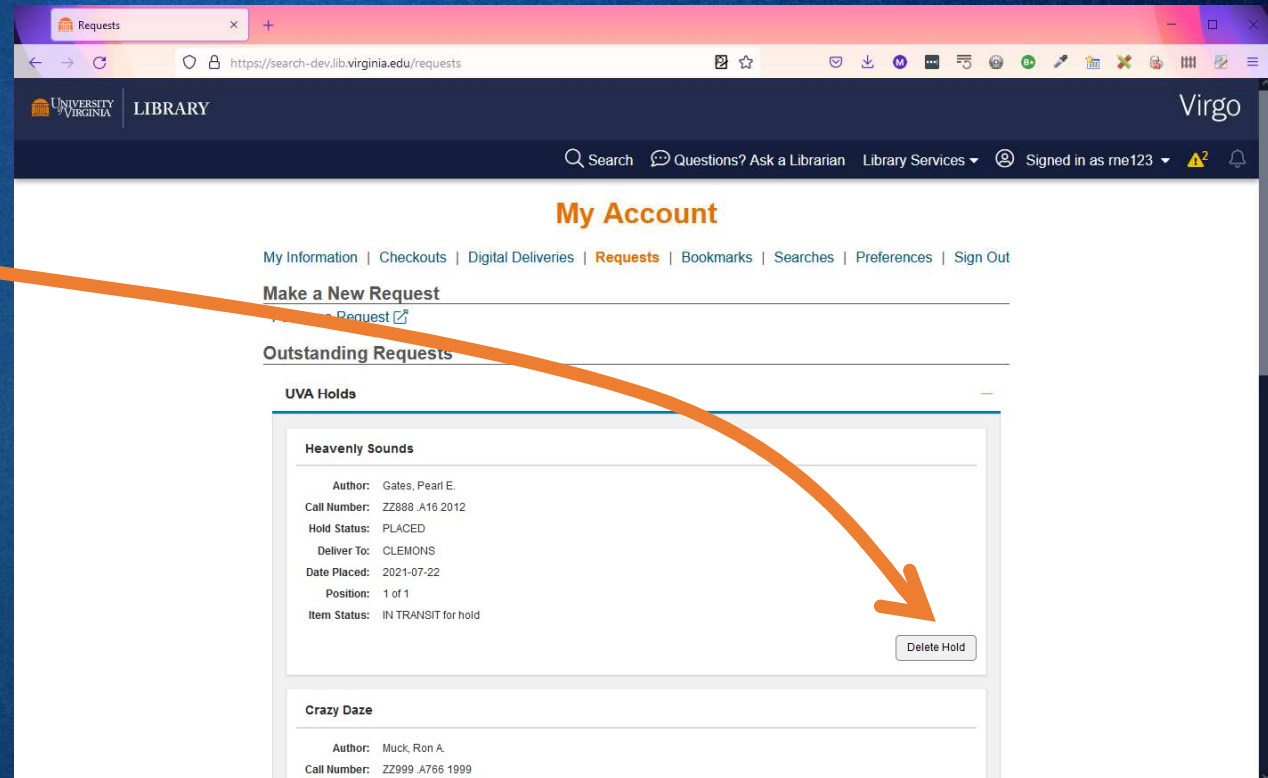 Requests
https://search-dev.lib.virginia.edu/requests
UNIVERSITY of VIRGINIA LIBRARY
Virgo
Search Questions? Ask a Librarian Library Services Signed in as rne123 2
My Account
My Information | Checkouts | Digital Deliveries | Requests | Bookmarks | Searches | Preferences | Sign Out
Make a New Request
Request
Outstanding Requests
UVA Holds
Heavenly Sounds
Author: Gates, Pearl E.
Call Number: ZZ888 .A16 2012
Hold Status: PLACED
Deliver To: CLEMONS
Date Placed: 2021-07-22
Position: 1 of 1
Item Status: IN TRANSIT for hold
Delete Hold
Crazy Daze
Author: Muck, Ron A.
Call Number: ZZ999 .A766 1999